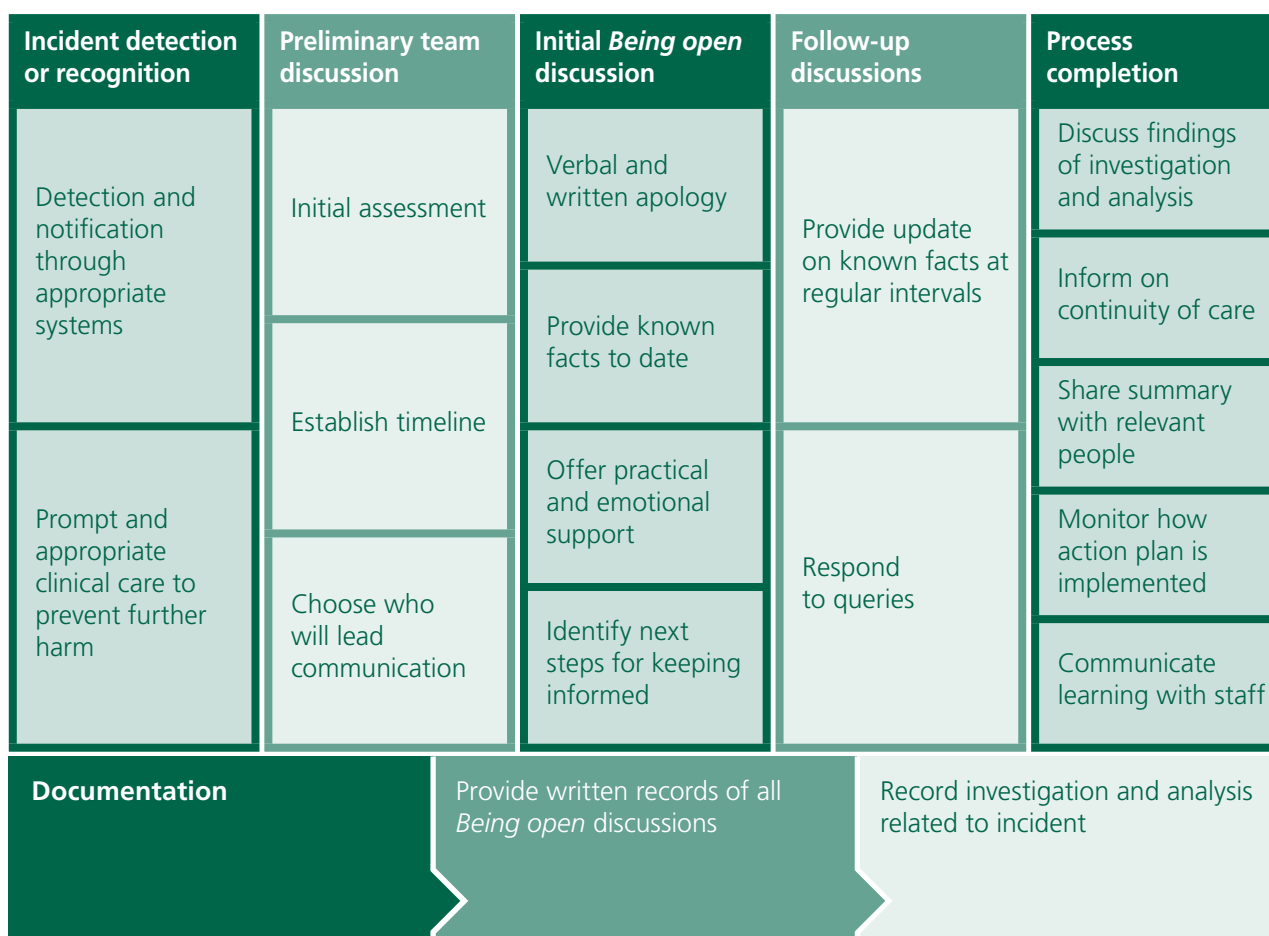 Incident detection
or recognition
Detection and
notification
through
appropriate
systems
Prompt and
appropriate
clinical care to
prevent further
harm
Preliminary team
discussion
Initial assessment
Establish timeline
Choose who
will lead
communication
Initial Being open
discussion
Verbal and
written apology
Provide known
facts to date
Offer practical
and emotional
support
Identify next
steps for keeping
informed
Follow-up
discussions
Provide update
on known facts at
regular intervals
Respond
to queries
Process
completion
Discuss findings
of investigation
and analysis
Inform on
continuity of care
Share summary
with relevant
people
Monitor how
action plan is
implemented
Communicate
learning with staff
Documentation
Provide written records of all
Being open discussions
Record investigation and analysis
related to incident